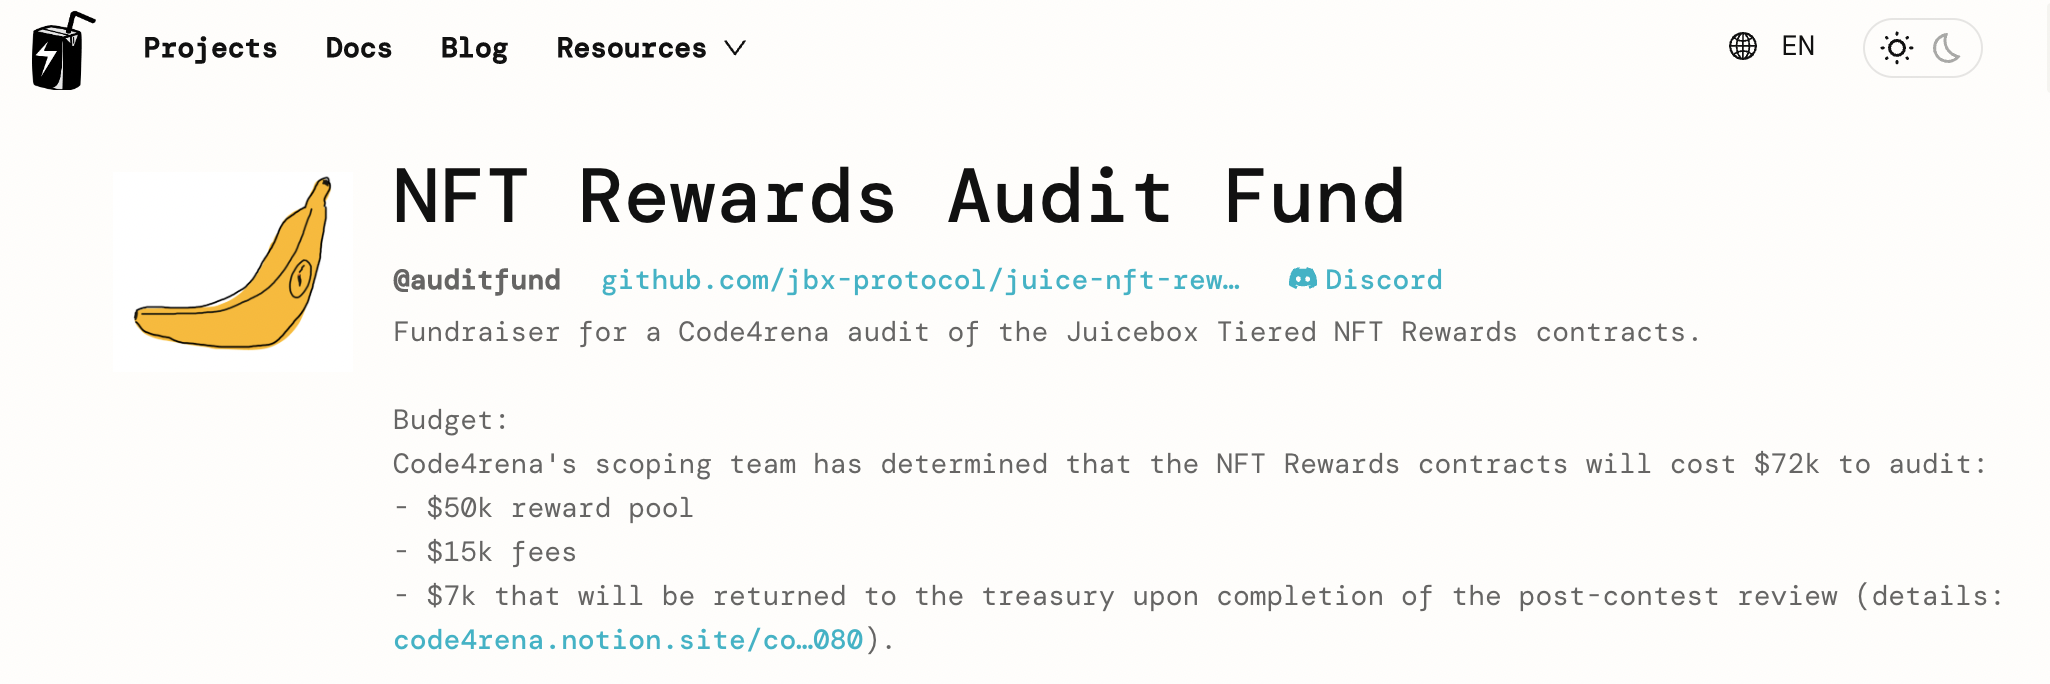 Projects Docs Blog Resources EN
NFT Rewards Audit Fund
@auditfund github.com/jbx-protocol/juice-nft-rew… Discord
Fundraiser for a Code4rena audit of the Juicebox Tiered NFT Rewards contracts.
Budget:
Code4rena's scoping team has determined that the NFT Rewards contracts will cost $72k to audit:
- $50k reward pool
- $15k fees
- $7k that will be returned to the treasury upon completion of the post-contest review (details:
code4rena.notion.site/co…080).